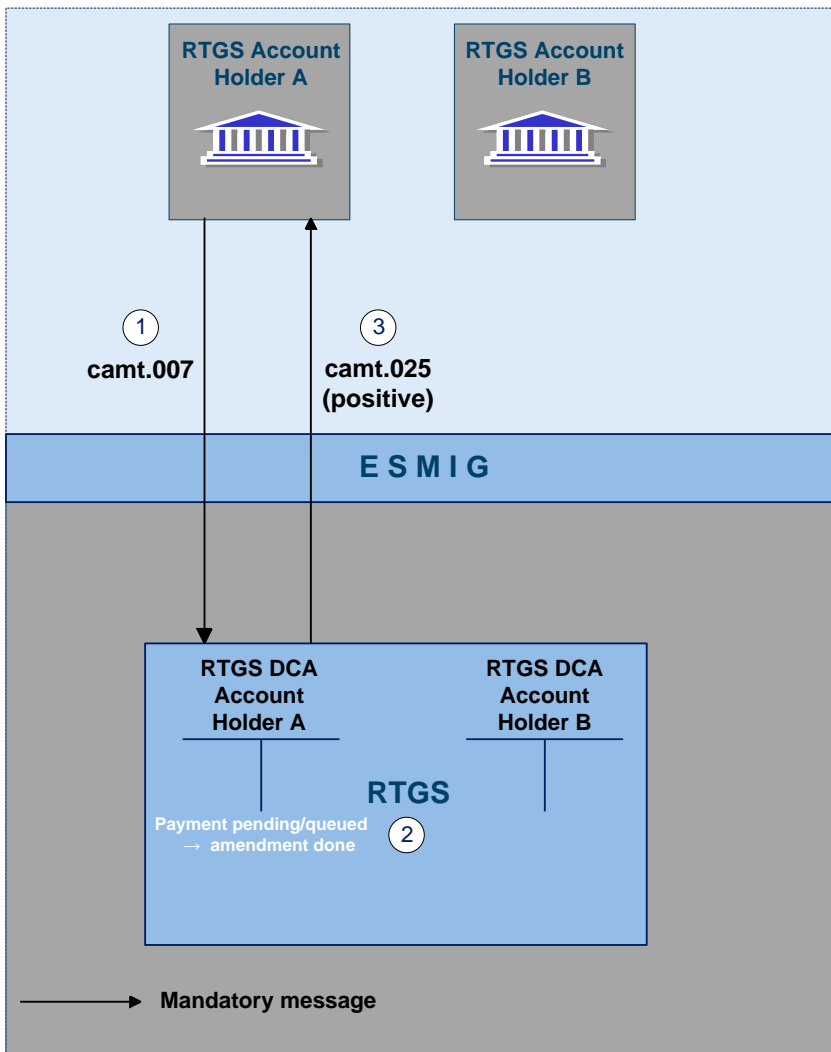 RTGS Account
Holder A
RTGS Account
Holder B
1
camt.007
3
camt.025
(positive)
E S M I G
RTGS DCA
Account
Holder A
RTGS DCA
Account
Holder B
RTGS
Payment pending/queued
→ amendment done
2
Mandatory message